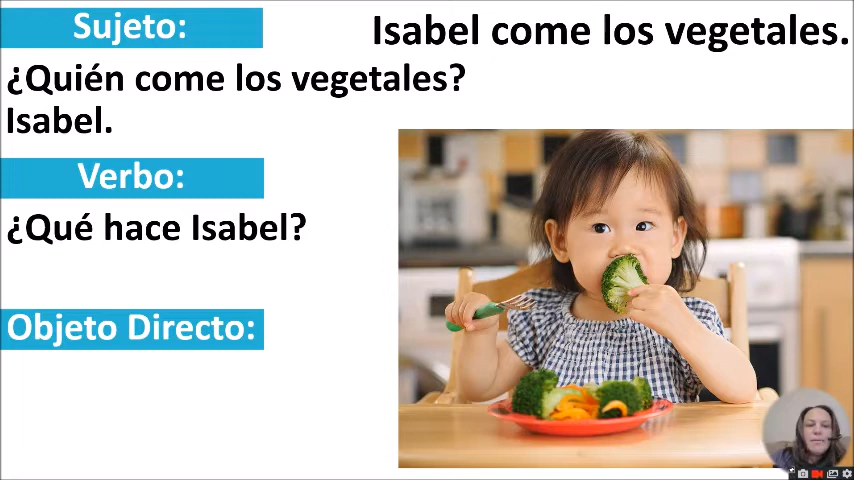 Sujeto:
Isabel come los vegetales.
¿Quién come los vegetales?
Isabel.
Verbo:
¿Qué hace Isabel?
Objeto Directo: